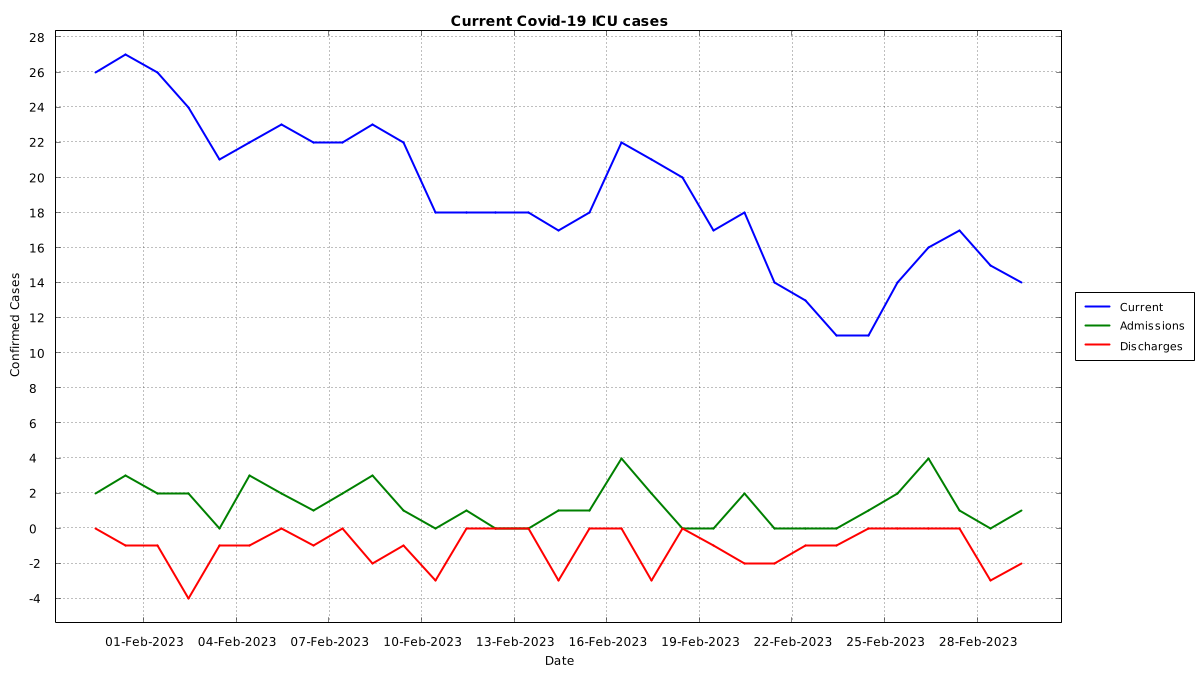 Current Covid-19 ICU cases
28
26
24
22
20
18
16
14
12
10
8
6
4
2
0
-2
-4
Confirmed Cases
01-Feb-2023 04-Feb-2023 07-Feb-2023 10-Feb-2023 13-Feb-2023 16-Feb-2023 19-Feb-2023 22-Feb-2023 25-Feb-2023 28-Feb-2023
Date
Current
Admissions
Discharges